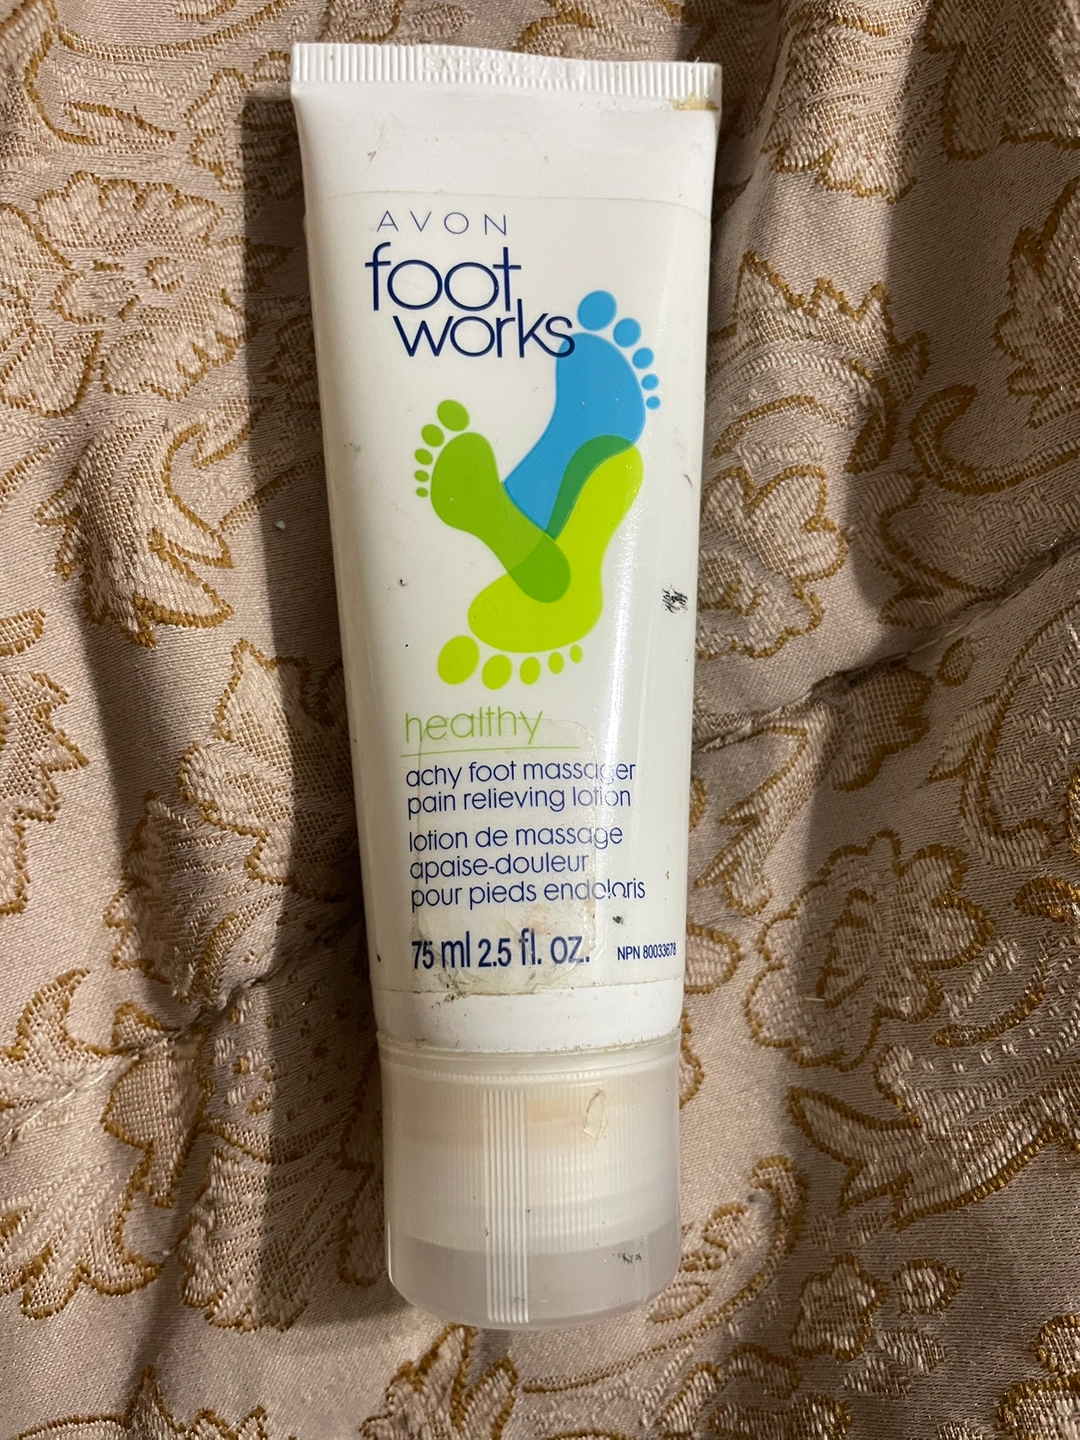 AVON
foot
works
healthy
achy foot massager
pain relieving lotion
lotion de massage
apaise-douleur
pour pieds endoloris
75 ml 2.5 fl. oz.
NPN 80033678